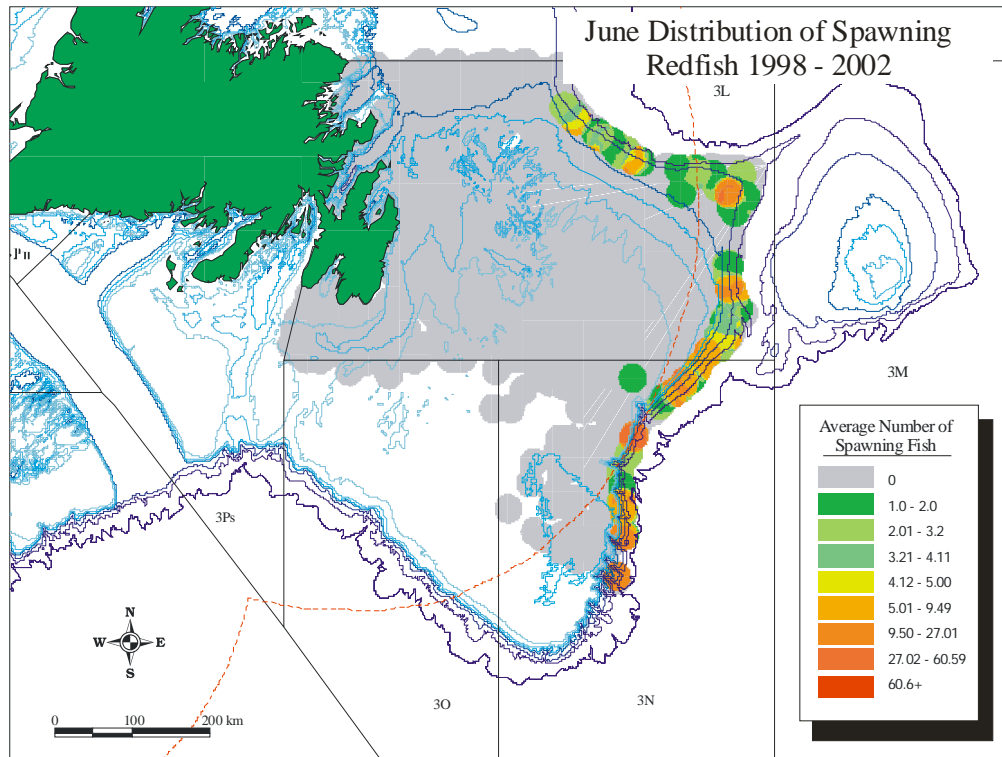 June Distribution of Spawning
Redfish 1998 - 2002
3L
3M
Average Number of
Spawning Fish
0
1.0 - 2.0
2.01 - 3.2
3.21 - 4.11
4.12 - 5.00
5.01 - 9.49
9.50 - 27.01
27.02 - 60.59
60.6+
3Ps
N
W E
S
0 100 200 km
3O
3N